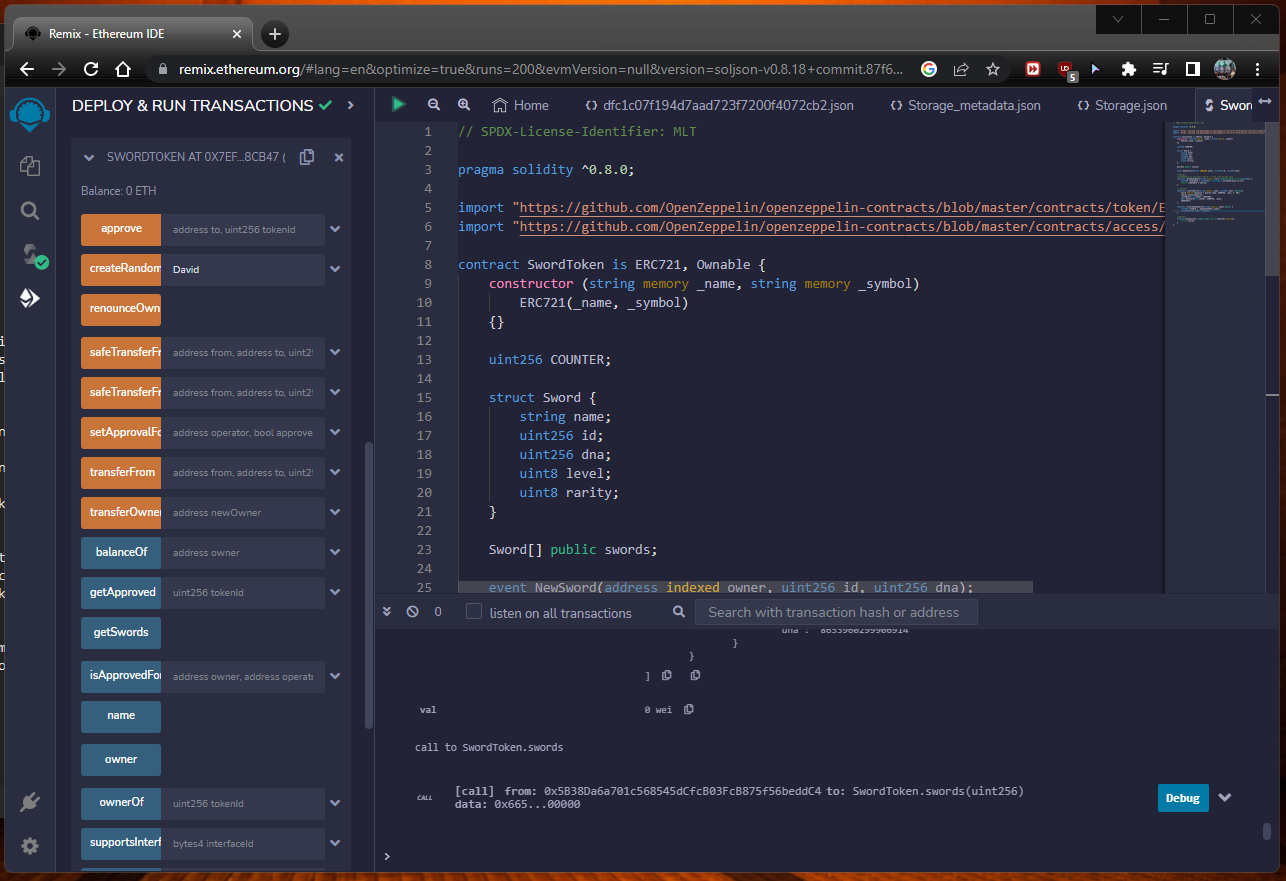 Remix - Ethereum IDE
remix.ethereum.org/#lang=en&optimize=true&runs=200&evmVersion=null&version=soljson-v0.8.18+commit.87f6...
5
DEPLOY & RUN TRANSACTIONS
SWORDTOKEN AT 0X7EF...8CB47 (
Balance: 0 ETH
approve address to, uint256 tokenId
createRandom David
renounceOwn
safeTransferFr address from, address to, uint2!
safeTransferFr address from, address to, uint2!
setApprovalFo address operator, bool approve
transferFrom address from, address to, uint2!
transferOwne address newOwner
balanceOf address owner
getApproved uint256 tokenId
getSwords
isApprovedFo address owner, address operat
name
owner
ownerOf uint256 tokenId
supportsInterf bytes4 interfaceId
Home {} dfc1c07f194d7aad723f7200f4072cb2.json {} Storage_metadata.json {} Storage.json Swor
1 // SPDX-License-Identifier: MLT
2
3 pragma solidity ^0.8.0;
4
5 import "https://github.com/OpenZeppelin/openzeppelin-contracts/blob/master/contracts/token/E
6 import "https://github.com/OpenZeppelin/openzeppelin-contracts/blob/master/contracts/access/
7
8 contract SwordToken is ERC721, Ownable {
9 constructor (string memory _name, string memory _symbol)
10 ERC721(_name, _symbol)
11 {}
12
13 uint256 COUNTER;
14
15 struct Sword {
16 string name;
17 uint256 id;
18 uint256 dna;
19 uint8 level;
20 uint8 rarity;
21 }
22
23 Sword[] public swords;
24
25 event NewSword(address indexed owner, uint256 id, uint256 dna);
0 listen on all transactions Search with transaction hash or address
"dna": "8653960299906914"
}
}
]
val 0 wei
call to SwordToken.swords
CALL [call] from: 0x5B38Da6a701c568545dCfcB03FcB875f56beddC4 to: SwordToken.swords(uint256)
data: 0x665...00000
Debug
>